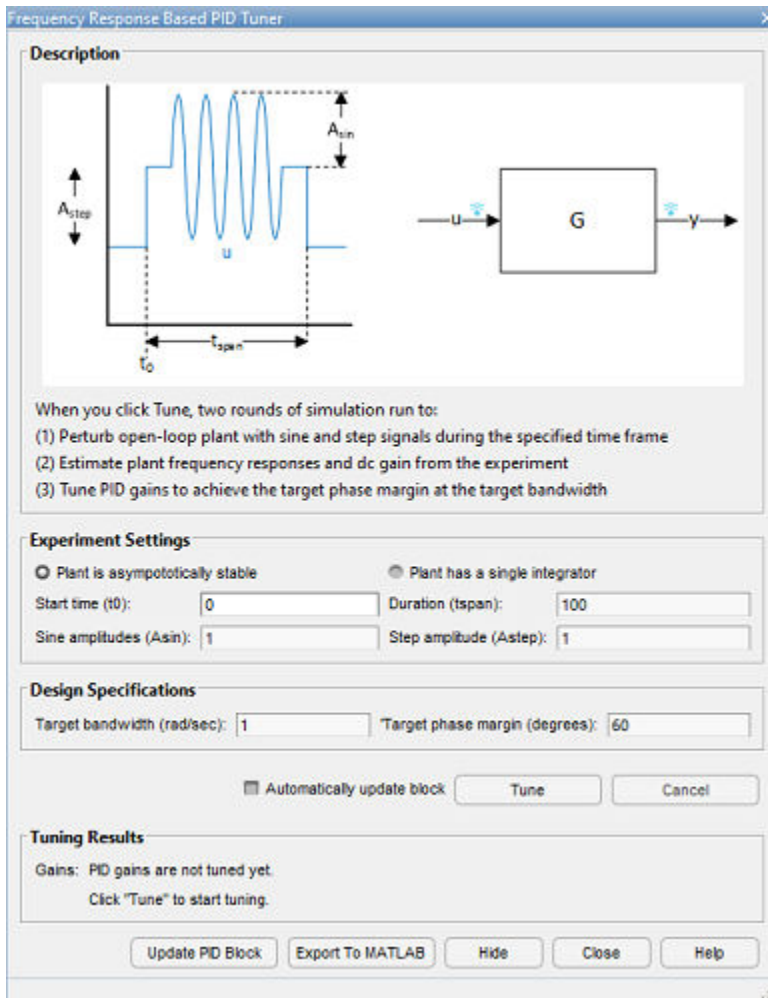 Frequency Response Based PID Tuner
Description
Asin
Astep
u
u
G
y
tspan
t0
When you click Tune, two rounds of simulation run to:
(1) Perturb open-loop plant with sine and step signals during the specified time frame
(2) Estimate plant frequency responses and dc gain from the experiment
(3) Tune PID gains to achieve the target phase margin at the target bandwidth
Experiment Settings
Plant is asympototically stable Plant has a single integrator
Start time (t0): 0 Duration (tspan): 100
Sine amplitudes (Asin): 1 Step amplitude (Astep): 1
Design Specifications
Target bandwidth (rad/sec): 1 'Target phase margin (degrees): 60
Automatically update block Tune Cancel
Tuning Results
Gains: PID gains are not tuned yet.
Click "Tune" to start tuning.
Update PID Block Export To MATLAB Hide Close Help